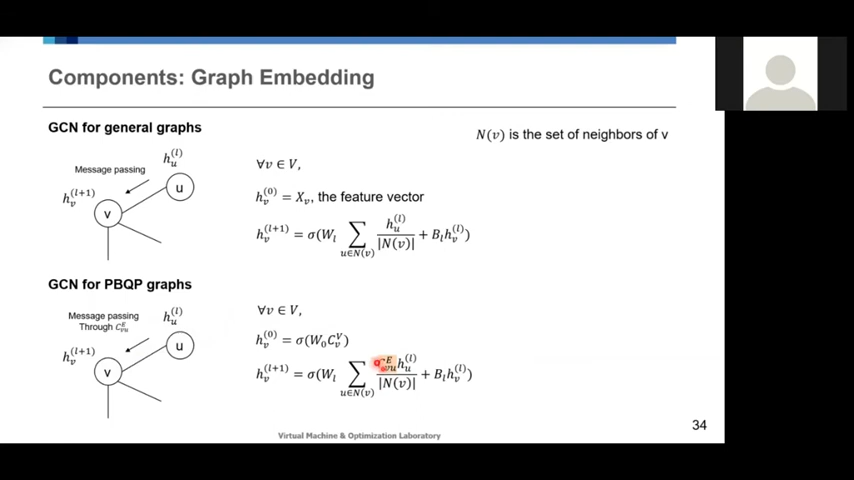 Components: Graph Embedding
GCN for general graphs
N(v) is the set of neighbors of v
Message passing
h_u^(l)
h_v^(l+1)
u
v
∀v ∈ V,
h_v^(0) = X_v, the feature vector
h_v^(l+1) = σ(W_l ∑_{u∈N(v)} h_u^(l) / |N(v)| + B_l h_v^(l))
GCN for PBQP graphs
Message passing
Through C_vu^E
h_u^(l)
h_v^(l+1)
u
v
∀v ∈ V,
h_v^(0) = σ(W_0 C_v^V)
h_v^(l+1) = σ(W_l ∑_{u∈N(v)} C_vu^E h_u^(l) / |N(v)| + B_l h_v^(l))
34
Virtual Machine & Optimization Laboratory